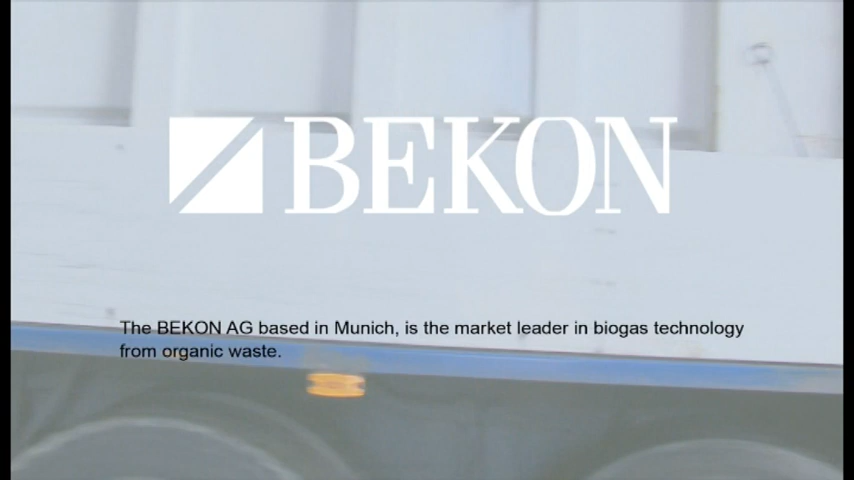 BEKON
The BEKON AG based in Munich, is the market leader in biogas technology
from organic waste.